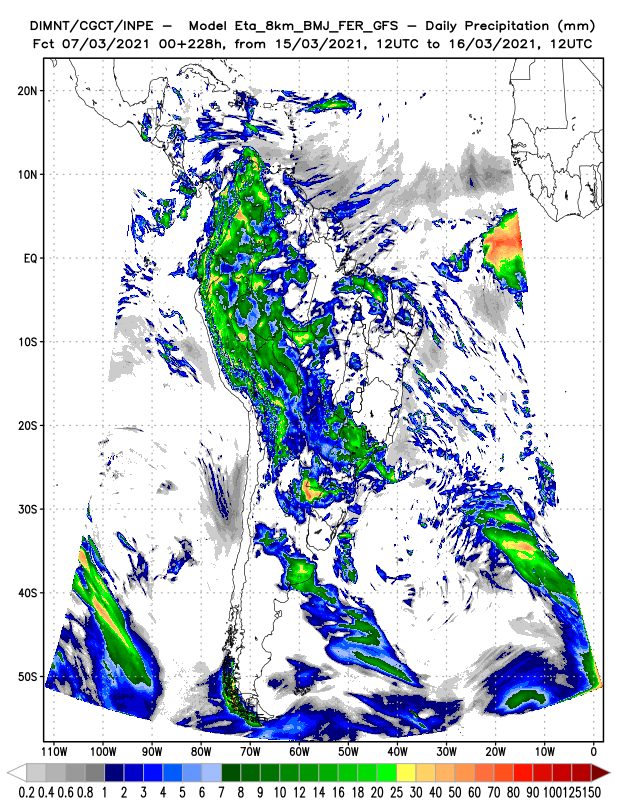 DIMNT/CGCT/INPE – Model Eta_8km_BMJ_FER_GFS – Daily Precipitation (mm)
Fct 07/03/2021 00+228h, from 15/03/2021, 12UTC to 16/03/2021, 12UTC
20N
10N
EQ
10S
20S
30S
40S
50S
110W 100W 90W 80W 70W 60W 50W 40W 30W 20W 10W 0
0.2 0.4 0.6 0.8 1 2 3 4 5 6 7 8 9 10 12 14 16 18 20 25 30 40 50 60 70 80 90 100 125 150